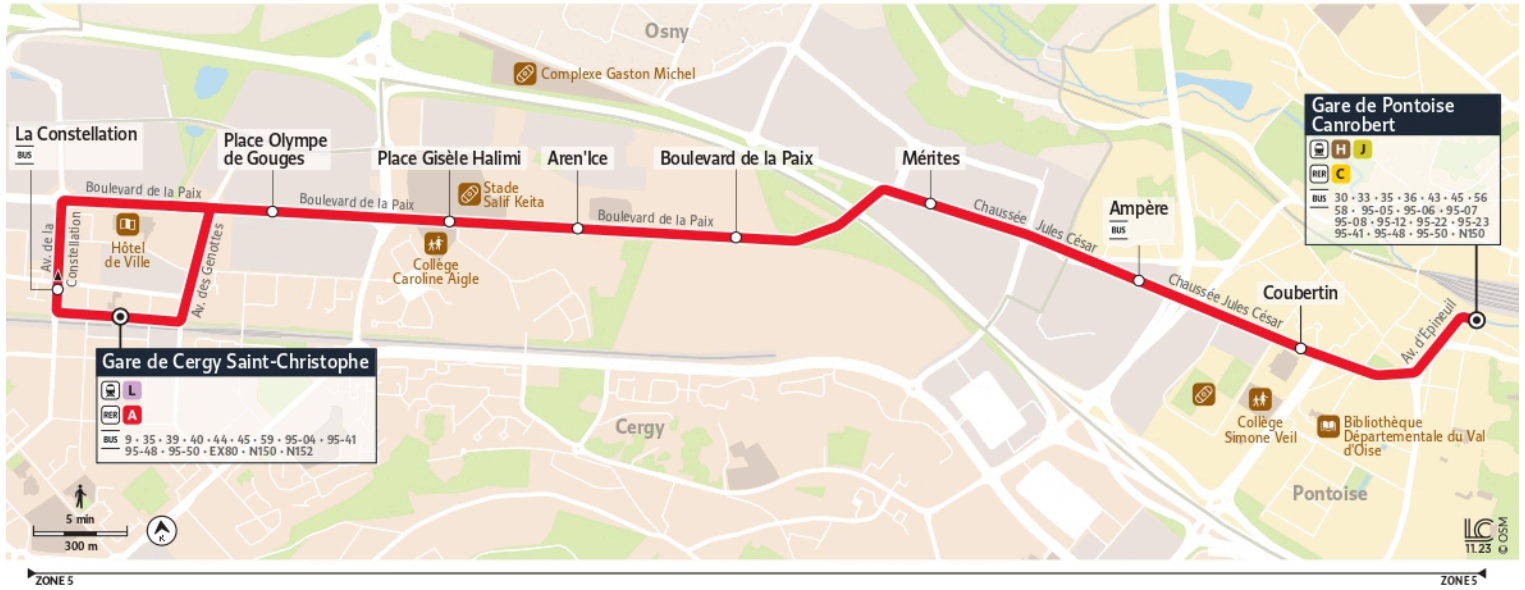 Osny
Complexe Gaston Michel
Gare de Pontoise
Canrobert
H J
RER C
BUS 30 • 33 • 35 • 36 • 43 • 45 • 56
58 • 95-05 • 95-06 • 95-07
95-08 • 95-12 • 95-22 • 95-23
95-41 • 95-48 • 95-50 • N150
La Constellation
BUS
Place Olympe
de Gouges
Place Gisèle Halimi
Aren'Ice
Boulevard de la Paix
Mérites
Ampère
BUS
Coubertin
Boulevard de la Paix
Boulevard de la Paix
Boulevard de la Paix
Stade
Salif Keita
Chaussée Jules César
Chaussée Jules César
Av. d'Epineuil
Av. de la
Constellation
Hôtel
de Ville
Av. des Genottes
Collège
Caroline Aigle
Gare de Cergy Saint-Christophe
L
RER A
BUS 9 • 35 • 39 • 40 • 44 • 45 • 59 • 95-04 • 95-41
95-48 • 95-50 • EX80 • N150 • N152
Cergy
Collège
Simone Veil
Bibliothèque
Départementale du Val
d'Oise
Pontoise
5 min
300 m
LC
11.23
© OSM
ZONE 5
ZONE 5